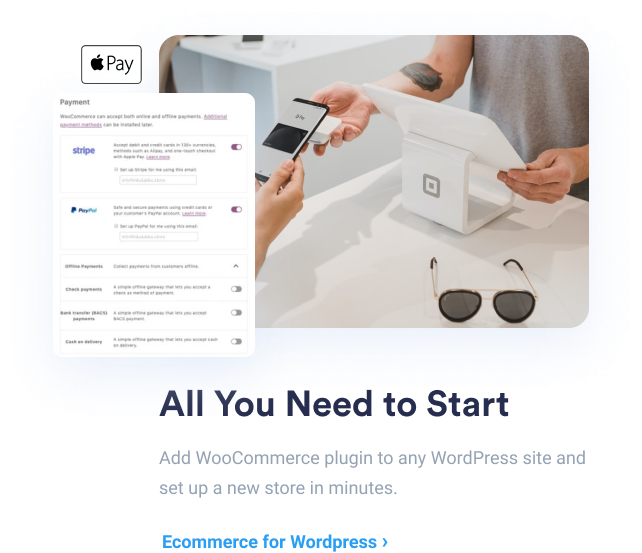 Pay
Payment
WooCommerce can accept both online and offline payments. Additional
payment methods can be installed later.
stripe
Accept debit and credit cards in 135+ currencies,
methods such as Alipay, and one-touch checkout
with Apple Pay. Learn more
Set up Stripe for me using this email:
PayPal
Safe and secure payments using credit cards or
your customer's PayPal account. Learn more
Set up PayPal for me using this email:
Offline Payments
Collect payments from customers offline.
Check payments
A simple offline gateway that lets you accept a
check as method of payment.
Bank transfer (BACS)
payments
A simple offline gateway that lets you accept
BACS payment.
Cash on delivery
A simple offline gateway that lets you accept cash
on delivery.
Pay
All You Need to Start
Add WooCommerce plugin to any WordPress site and
set up a new store in minutes.
Ecommerce for Wordpress ›